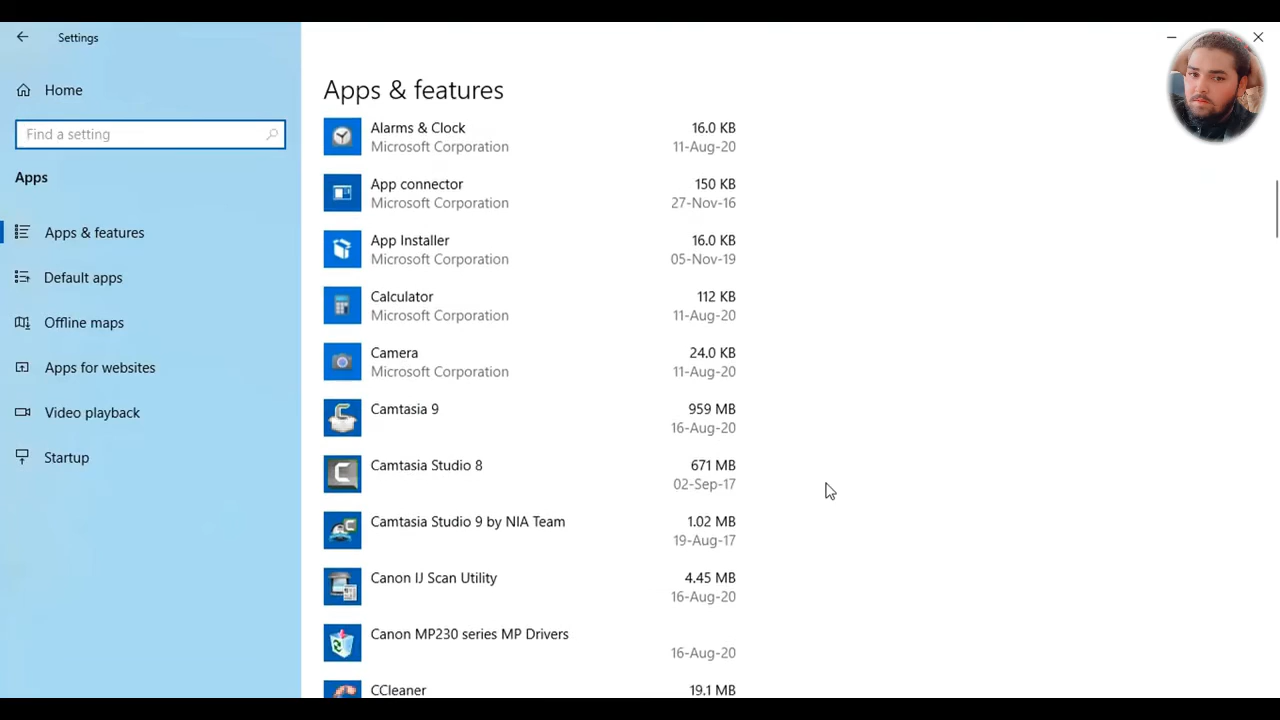 Settings
Home
Find a setting
Apps
Apps & features
Default apps
Offline maps
Apps for websites
Video playback
Startup
Apps & features
Alarms & Clock 16.0 KB
Microsoft Corporation 11-Aug-20
App connector 150 KB
Microsoft Corporation 27-Nov-16
App Installer 16.0 KB
Microsoft Corporation 05-Nov-19
Calculator 112 KB
Microsoft Corporation 11-Aug-20
Camera 24.0 KB
Microsoft Corporation 11-Aug-20
Camtasia 9 959 MB
16-Aug-20
Camtasia Studio 8 671 MB
02-Sep-17
Camtasia Studio 9 by NIA Team 1.02 MB
19-Aug-17
Canon IJ Scan Utility 4.45 MB
16-Aug-20
Canon MP230 series MP Drivers
16-Aug-20
CCleaner 19.1 MB